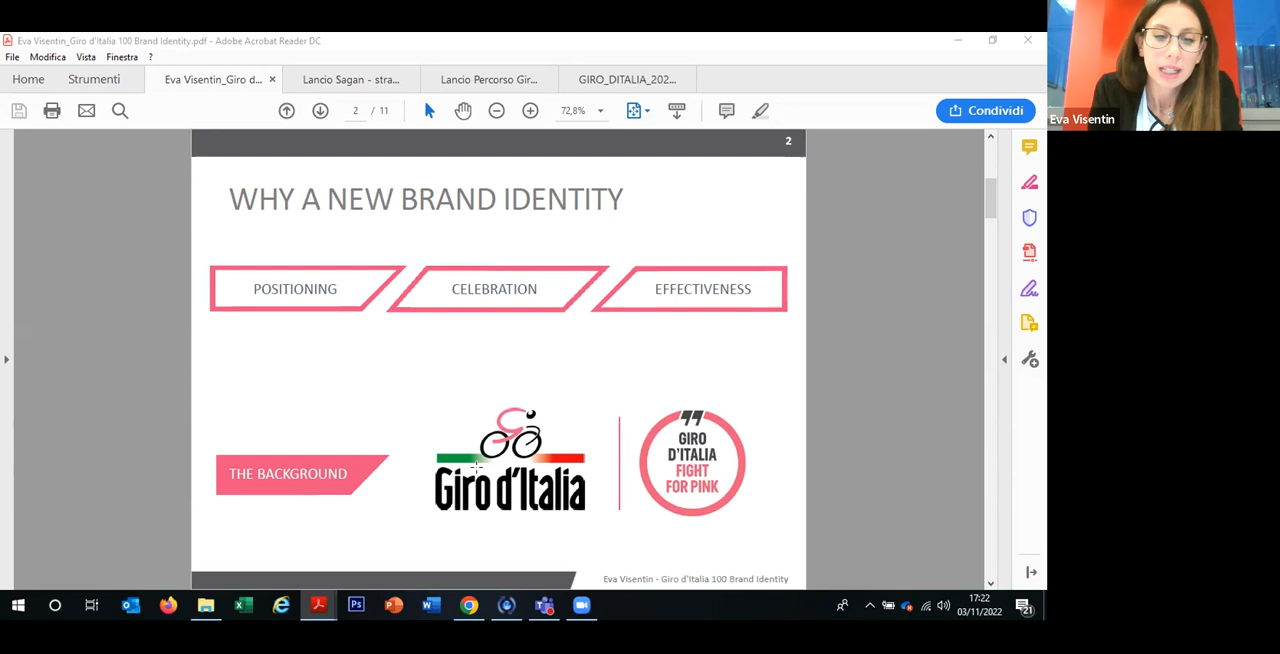 Eva Visentin_Giro d'Italia 100 Brand Identity.pdf - Adobe Acrobat Reader DC
File Modifica Vista Finestra ?
Home Strumenti Eva Visentin_Giro d... × Lancio Sagan - stra... Lancio Percorso Gir... GIRO_DITALIA_202...
2 / 11 72,8% Condividi
Eva Visentin
2
WHY A NEW BRAND IDENTITY
POSITIONING CELEBRATION EFFECTIVENESS
THE BACKGROUND
Giro d'Italia
GIRO
D'ITALIA
FIGHT
FOR PINK
Eva Visentin - Giro d'Italia 100 Brand Identity
Ps
17:22
03/11/2022
21